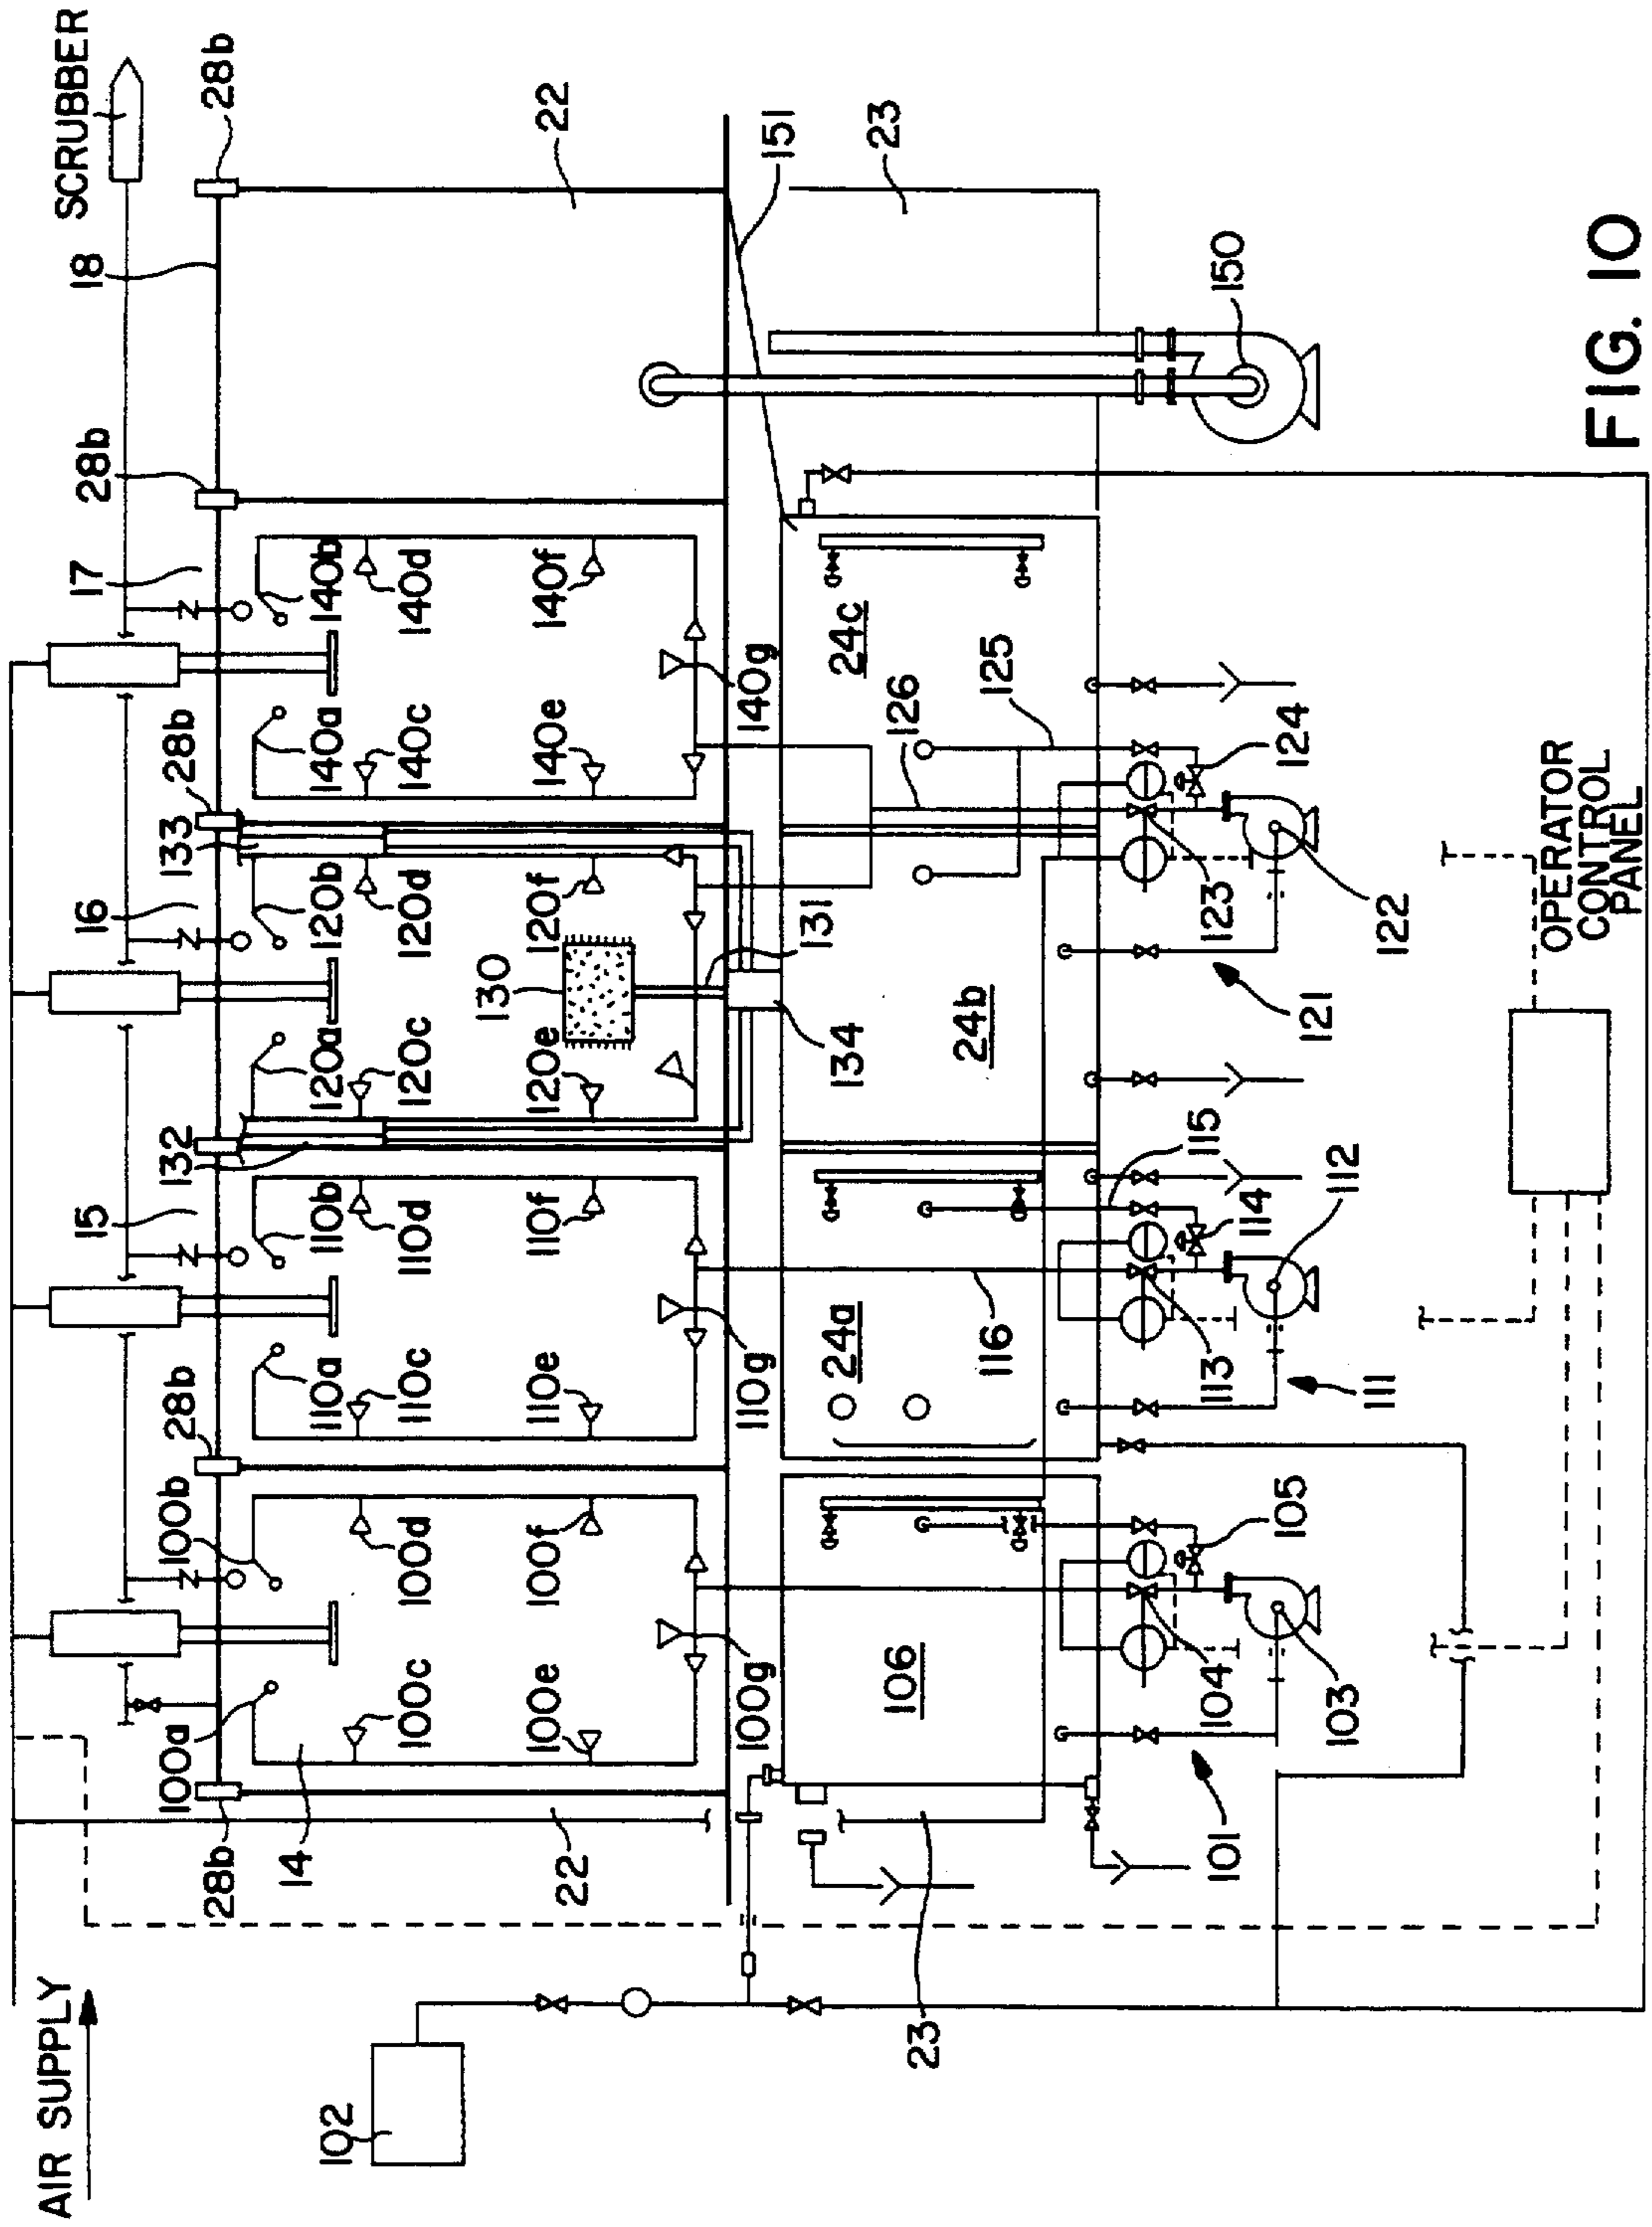 AIR SUPPLY
SCRUBBER
15
16
17
18
28b
100a
100b
28b
132
133
28b
28b
28b
14
102
110a
110b
120a
120b
140a
140b
100c
100d
110c
110d
120c
120d
140c
140d
130
22
100e
100f
110e
110f
120e
120f
140e
140f
22
100g
110g
140g
151
131
24a
134
24c
23
106
126
23
24b
116
125
115
101
104
113
123
150
114
105
124
121
103
112
111
122
OPERATOR
CONTROL
PANEL
FIG. 10